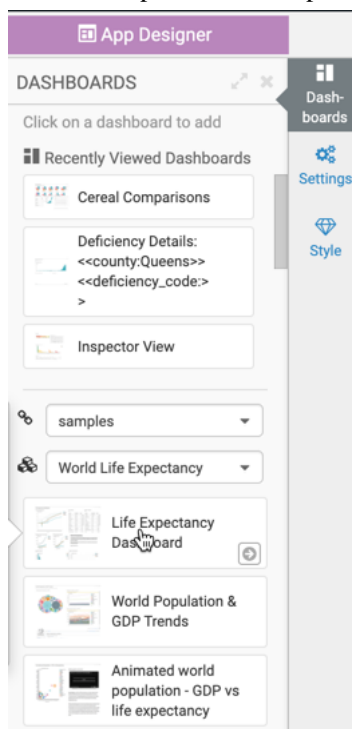 App Designer
DASHBOARDS
Dash-
boards
Click on a dashboard to add
Recently Viewed Dashboards
Settings
Cereal Comparisons
Style
Deficiency Details:
<<county:Queens>>
<<deficiency_code:>
>
Inspector View
samples
World Life Expectancy
Life Expectancy
Dashboard
World Population &
GDP Trends
Animated world
population - GDP vs
life expectancy